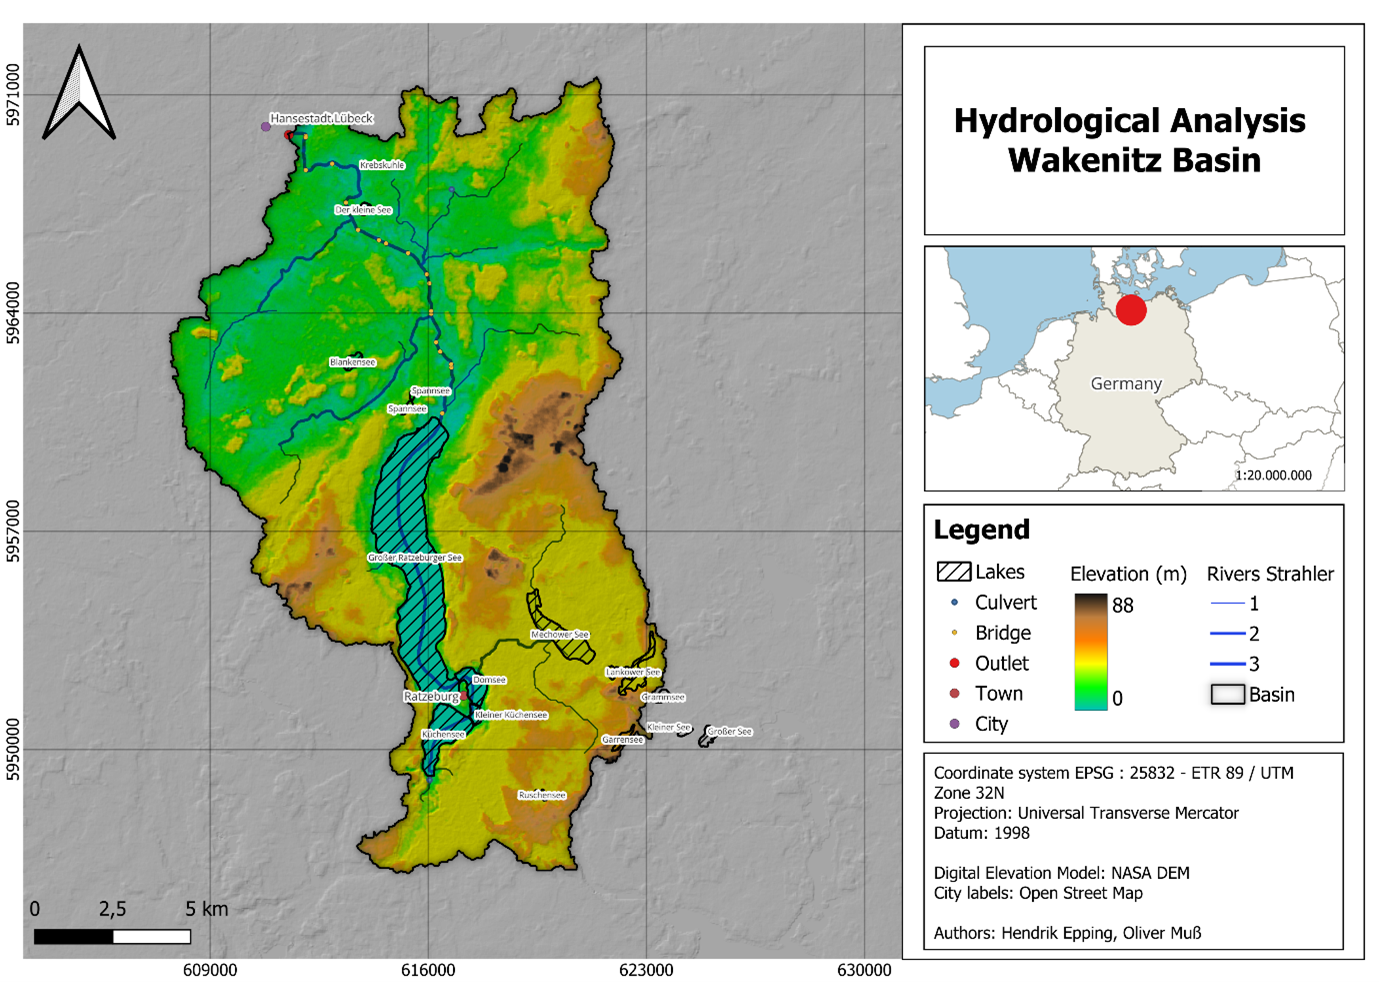 Hydrological Analysis
Wakenitz Basin
5971000
5964000
5957000
5950000
Hansestadt Lübeck
Krebskuhle
Der kleine See
Blankensee
Spannsee
Spannsee
Großer Ratzeburger See
Mechower See
Lankower See
Domsee
Ratzeburg
Grammsee
Kleiner Küchensee
Küchensee
Kleiner See
Großer See
Garrensee
Ruschensee
0 2,5 5 km
609000 616000 623000 630000
Germany
1:20.000.000
Legend
Lakes
Culvert
Bridge
Outlet
Town
City
Elevation (m)
88
0
Rivers Strahler
1
2
3
Basin
Coordinate system EPSG : 25832 - ETR 89 / UTM
Zone 32N
Projection: Universal Transverse Mercator
Datum: 1998
Digital Elevation Model: NASA DEM
City labels: Open Street Map
Authors: Hendrik Epping, Oliver Muß